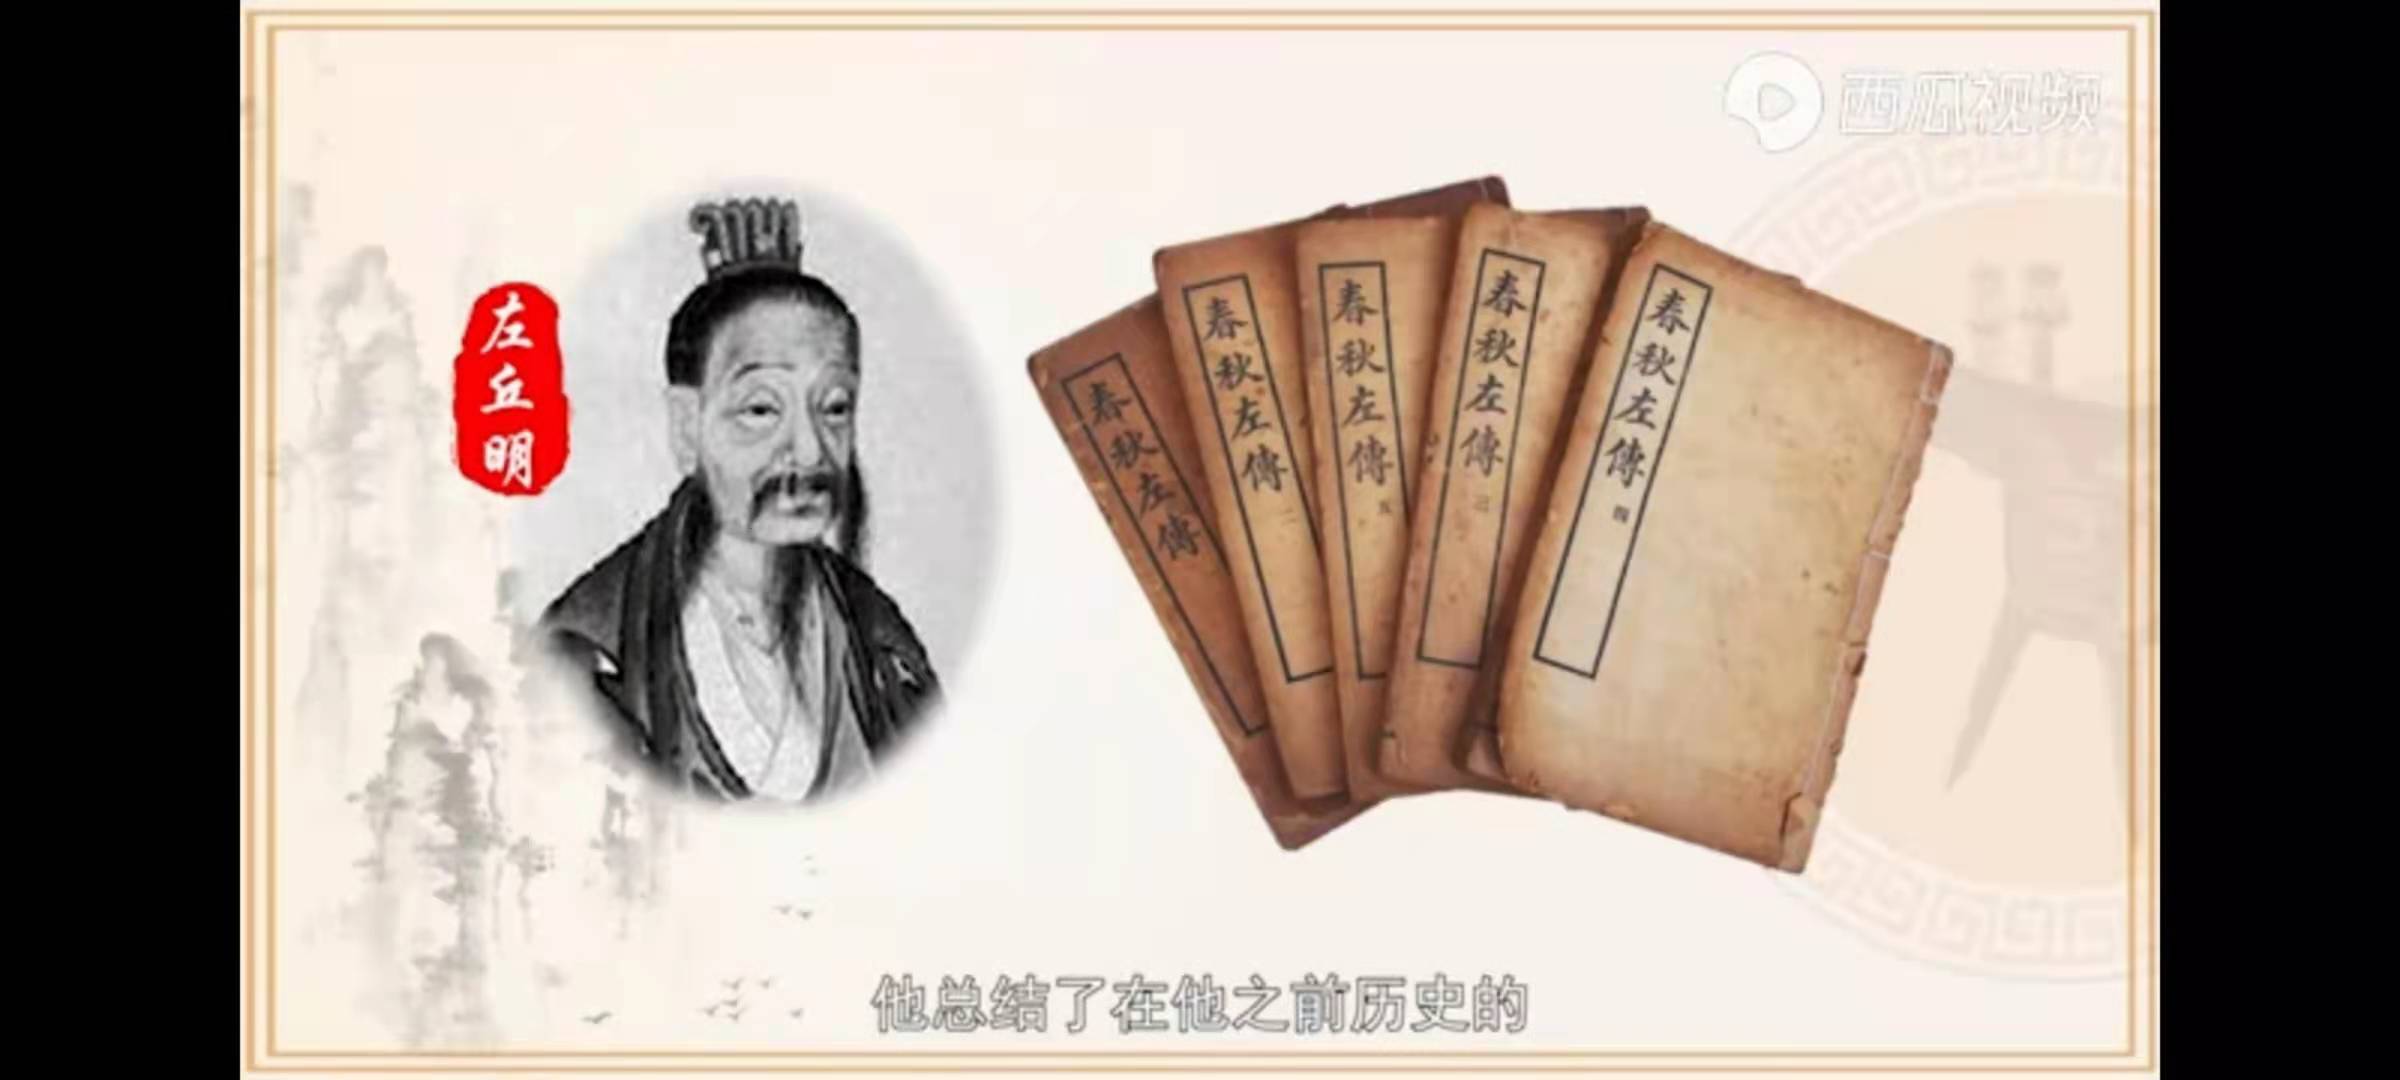 西瓜视频
左丘明
春秋左傳
春秋左傳 二
春秋左傳 五
春秋左傳 三
春秋左傳 四
他总结了在他之前历史的